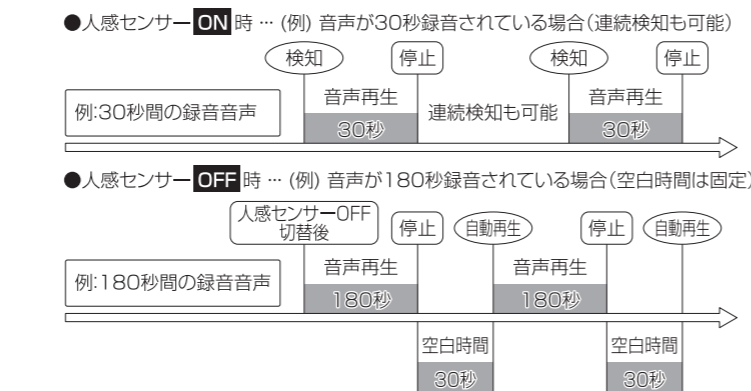 ●人感センサー ON 時 … (例) 音声が30秒録音されている場合(連続検知も可能)
検知 停止 検知 停止
例:30秒間の録音音声
音声再生 連続検知も可能 音声再生
30秒 30秒
●人感センサー OFF 時 … (例) 音声が180秒録音されている場合(空白時間は固定)
人感センサーOFF
切替後
停止 自動再生 停止 自動再生
例:180秒間の録音音声
音声再生 音声再生
180秒 180秒
空白時間 空白時間
30秒 30秒